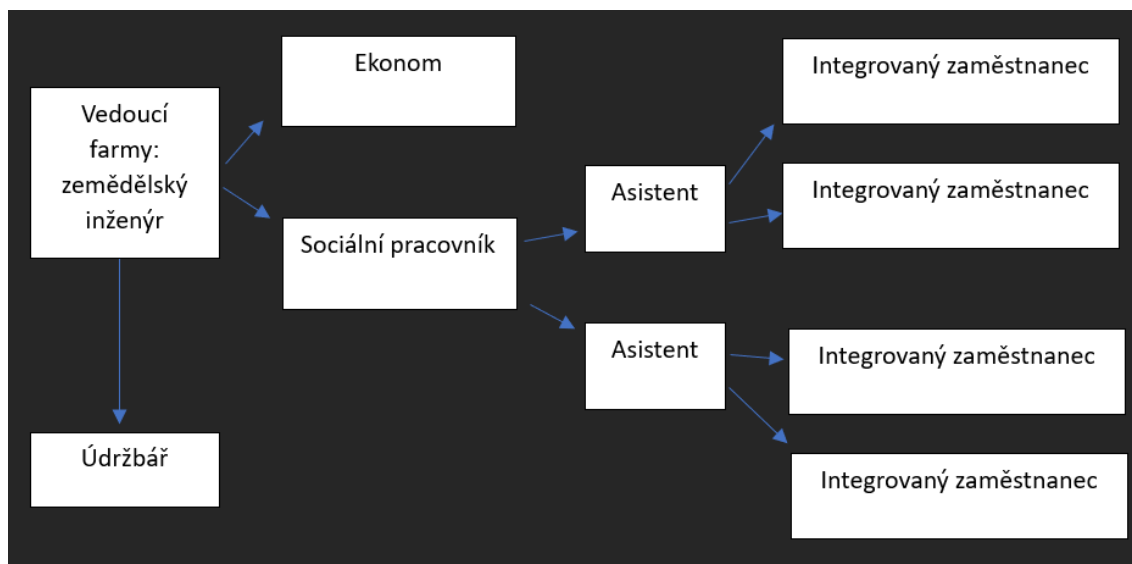 Vedoucí
farmy:
zemědělský
inženýr
Ekonom
Sociální pracovník
Údržbář
Asistent
Asistent
Integrovaný zaměstnanec
Integrovaný zaměstnanec
Integrovaný zaměstnanec
Integrovaný zaměstnanec